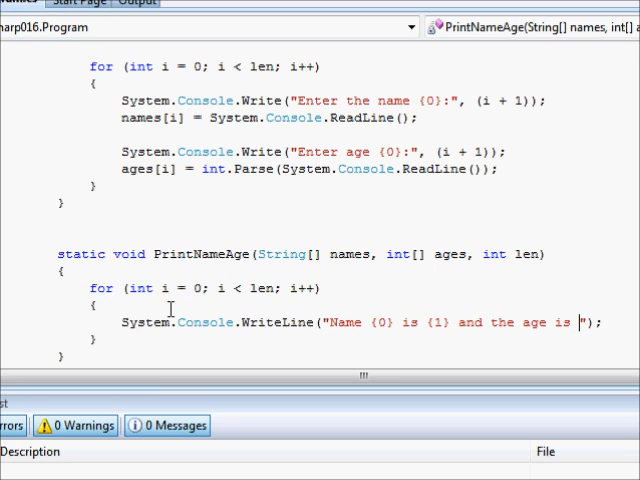 Start Page Output
harp016.Program PrintNameAge(String[] names, int[] a
for (int i = 0; i < len; i++)
{
System.Console.Write("Enter the name {0}:", (i + 1));
names[i] = System.Console.ReadLine();
System.Console.Write("Enter age {0}:", (i + 1));
ages[i] = int.Parse(System.Console.ReadLine());
}
}
static void PrintNameAge(String[] names, int[] ages, int len)
{
for (int i = 0; i < len; i++)
{
System.Console.WriteLine("Name {0} is {1} and the age is ");
}
}
st
rrors 0 Warnings 0 Messages
Description File